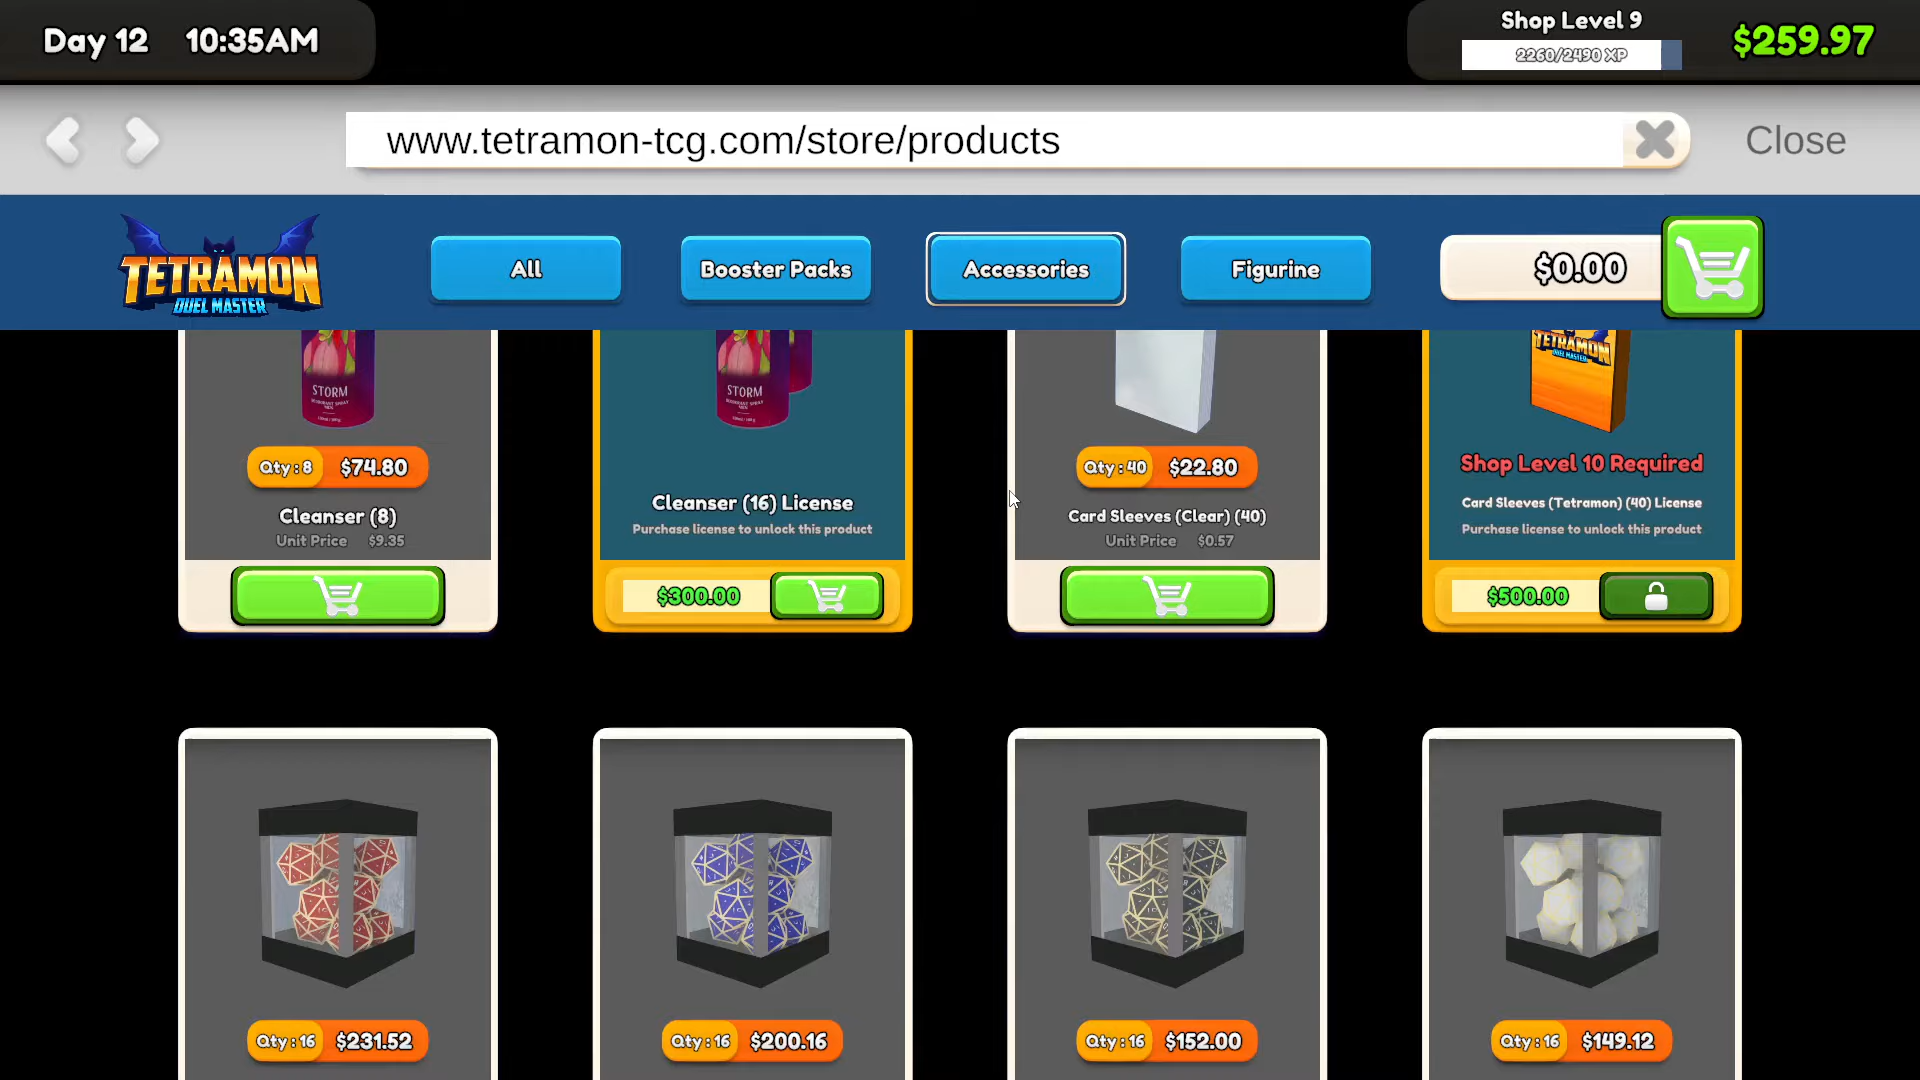 Day 12 10:35AM
Shop Level 9
2260/2490 XP
$259.97
www.tetramon-tcg.com/store/products
Close
TETRAMON
DUEL MASTER
All
Booster Packs
Accessories
Figurine
$0.00
STORM
STORM
TETRAMON
DUEL MASTER
Qty : 8 $74.80
Cleanser (8)
Unit Price $9.35
Cleanser (16) License
Purchase license to unlock this product
$300.00
Qty : 40 $22.80
Card Sleeves (Clear) (40)
Unit Price $0.57
Shop Level 10 Required
Card Sleeves (Tetramon) (40) License
Purchase license to unlock this product
$500.00
Qty : 16 $231.52
Qty : 16 $200.16
Qty : 16 $152.00
Qty : 16 $149.12